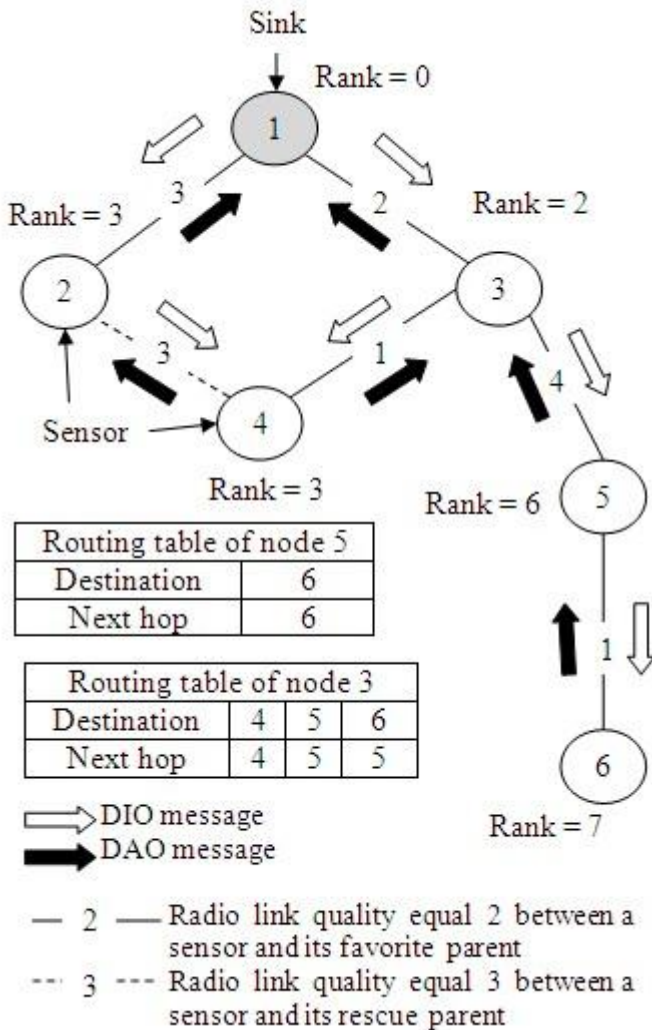 Sink
Rank = 0
1
3
2
Rank = 3
Rank = 2
2
3
3
1
4
Sensor
4
Rank = 3
Rank = 6
5
Routing table of node 5
Destination 6
Next hop 6
1
Routing table of node 3
Destination 4 5 6
Next hop 4 5 5
6
Rank = 7
DIO message
DAO message
2 Radio link quality equal 2 between a
sensor and its favorite parent
3 Radio link quality equal 3 between a
sensor and its rescue parent